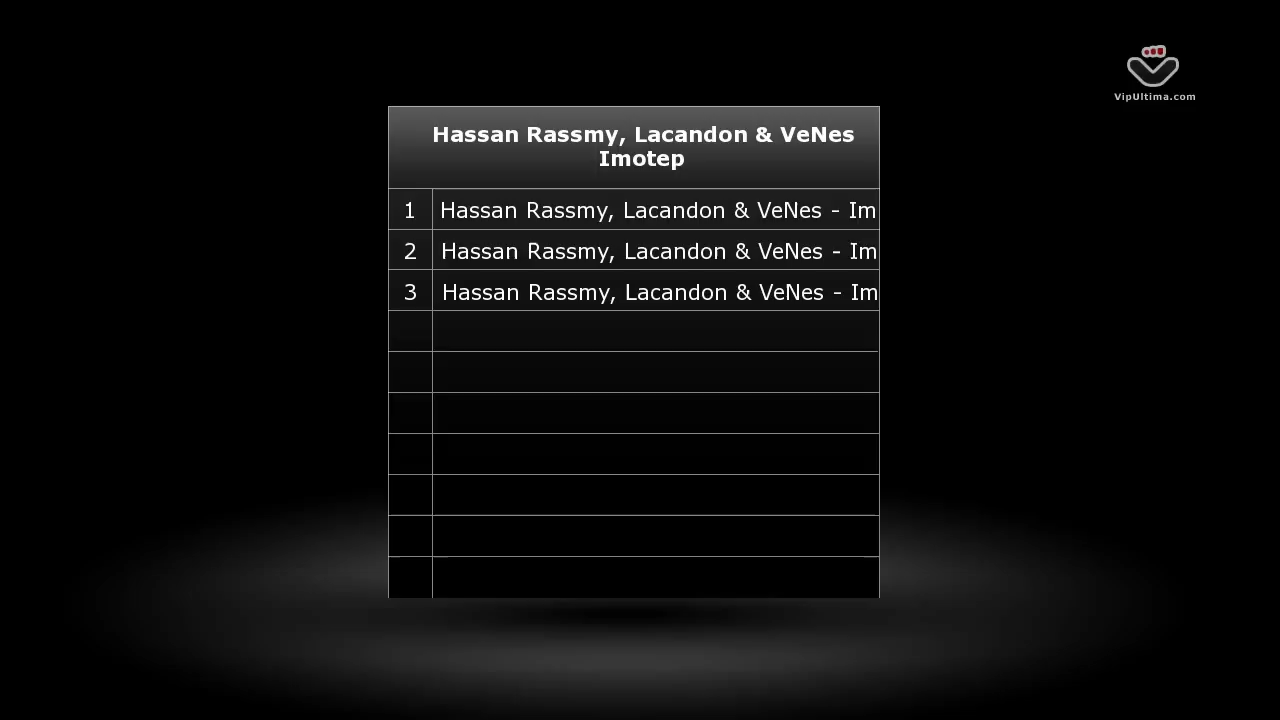 VipUltima.com
Hassan Rassmy, Lacandon & VeNes
Imotep
1 Hassan Rassmy, Lacandon & VeNes - Im
2 Hassan Rassmy, Lacandon & VeNes - Im
3 Hassan Rassmy, Lacandon & VeNes - Im